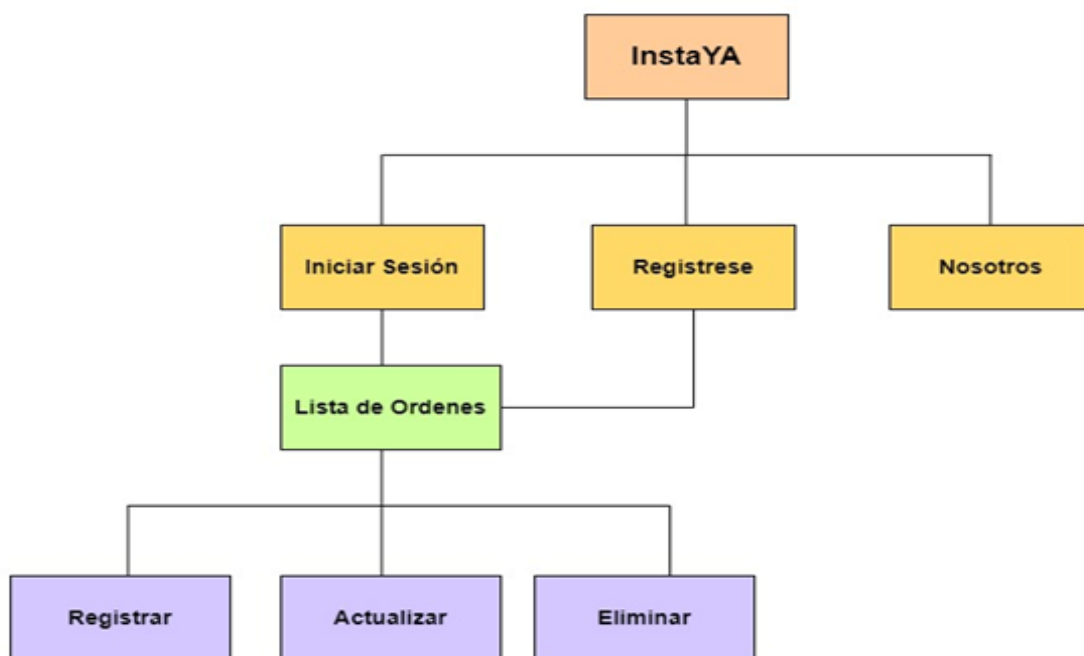 InstaYA
Iniciar Sesión
Registrese
Nosotros
Lista de Ordenes
Registrar
Actualizar
Eliminar